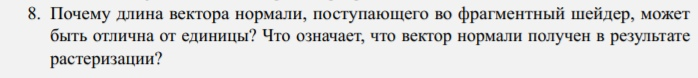 8. Почему длина вектора нормали, поступающего во фрагментный шейдер, может
быть отлична от единицы? Что означает, что вектор нормали получен в результате
растеризации?